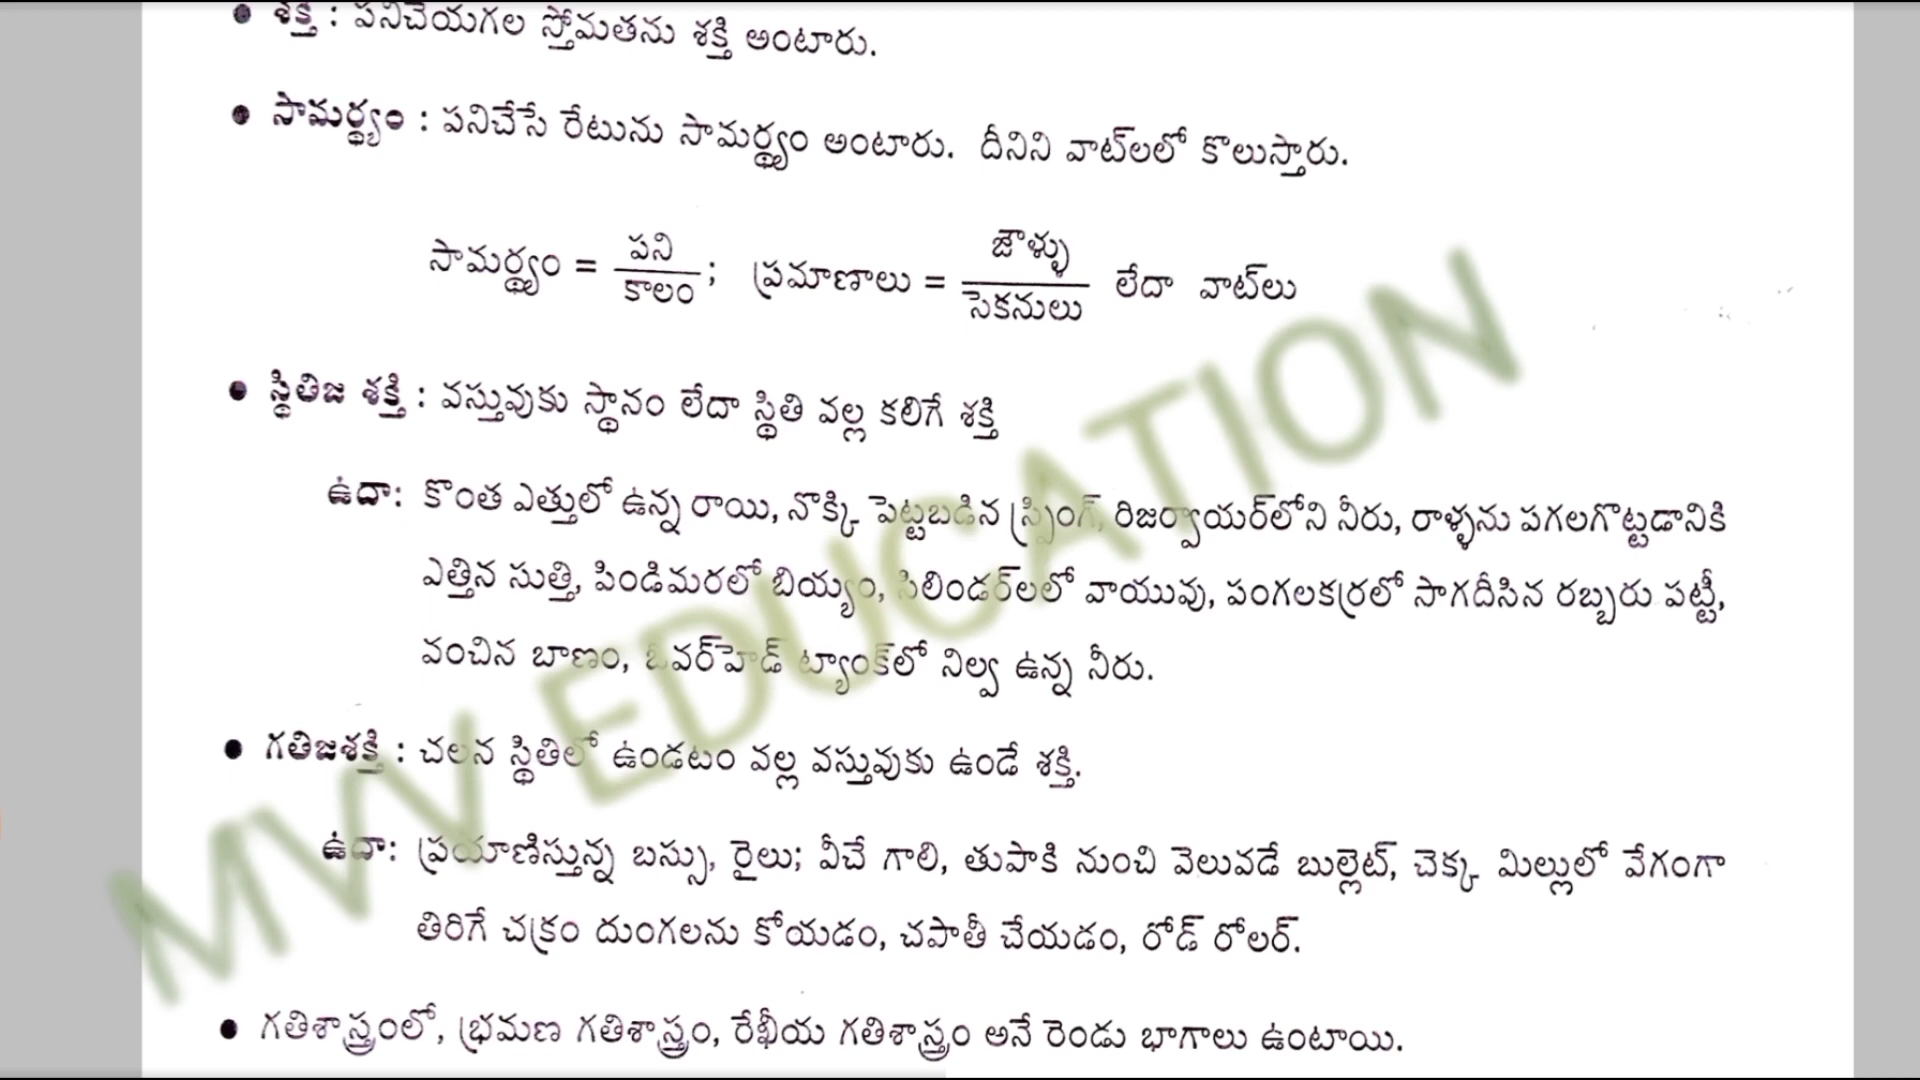 • శక్తి : పనిచేయగల స్తోమతను శక్తి అంటారు.
• సామర్థ్యం : పనిచేసే రేటును సామర్థ్యం అంటారు. దీనిని వాట్‌లలో కొలుస్తారు.
సామర్థ్యం = పని / కాలం ; ప్రమాణాలు = జౌళ్ళు / సెకనులు లేదా వాట్‌లు
• స్థితిజ శక్తి : వస్తువుకు స్థానం లేదా స్థితి వల్ల కలిగే శక్తి
ఉదా: కొంత ఎత్తులో ఉన్న రాయి, నొక్కి పెట్టబడిన స్ప్రింగ్, రిజర్వాయర్‌లోని నీరు, రాళ్ళను పగలగొట్టడానికి
ఎత్తిన సుత్తి, పిండిమరలో బియ్యం, సిలిండర్‌లలో వాయువు, పంగలకర్రలో సాగదీసిన రబ్బరు పట్టీ,
వంచిన బాణం, ఓవర్‌హెడ్ ట్యాంక్‌లో నిల్వ ఉన్న నీరు.
• గతిజశక్తి : చలన స్థితిలో ఉండటం వల్ల వస్తువుకు ఉండే శక్తి.
ఉదా: ప్రయాణిస్తున్న బస్సు, రైలు; వీచే గాలి, తుపాకి నుంచి వెలువడే బుల్లెట్, చెక్క మిల్లులో వేగంగా
తిరిగే చక్రం దుంగలను కోయడం, చపాతీ చేయడం, రోడ్ రోలర్.
• గతిశాస్త్రంలో, భ్రమణ గతిశాస్త్రం, రేఖీయ గతిశాస్త్రం అనే రెండు భాగాలు ఉంటాయి.
MVV EDUCATION